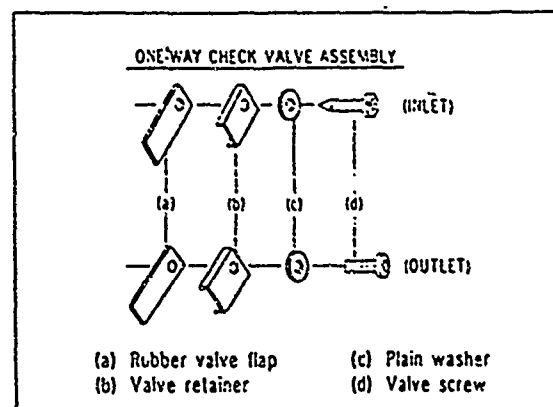 ONE-WAY CHECK VALVE ASSEMBLY
(INLET)
(a) (b) (c) (d)
(OUTLET)
(a) Rubber valve flap (c) Plain washer
(b) Valve retainer (d) Valve screw